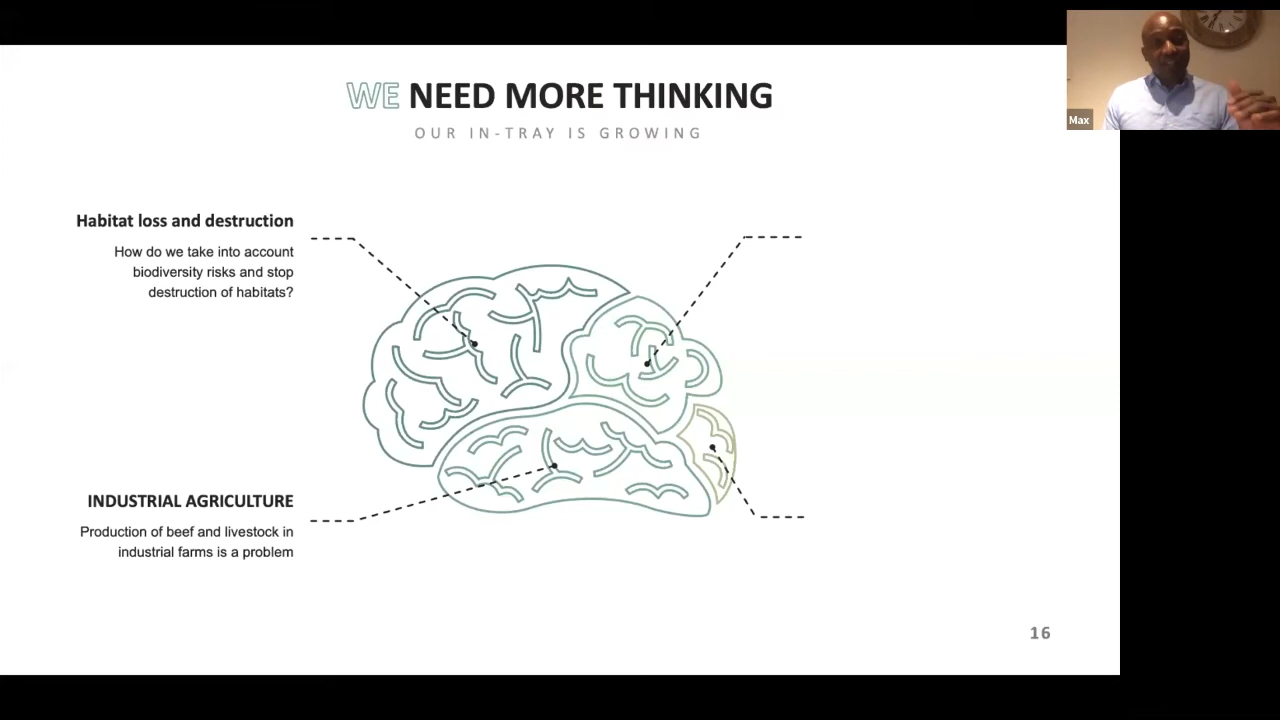 WE NEED MORE THINKING
OUR IN-TRAY IS GROWING
Max
Habitat loss and destruction
How do we take into account
biodiversity risks and stop
destruction of habitats?
INDUSTRIAL AGRICULTURE
Production of beef and livestock in
industrial farms is a problem
16